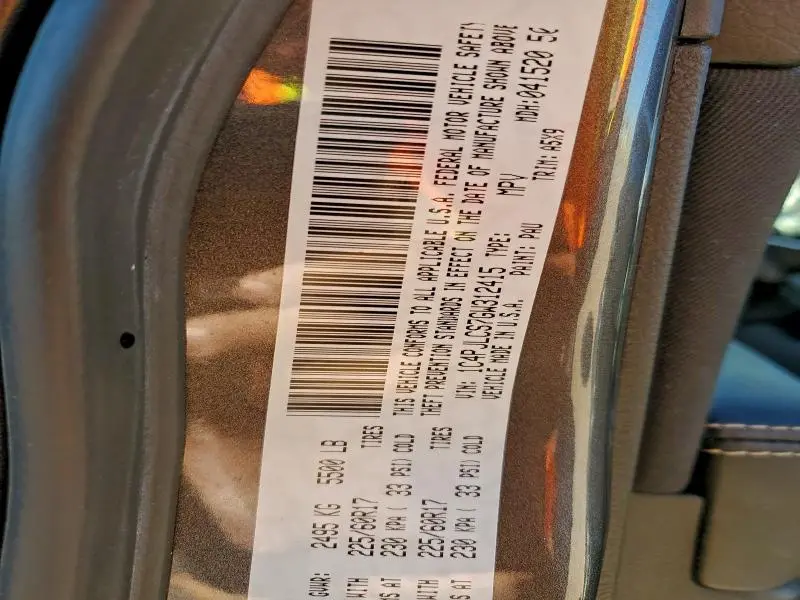 GVWR: 2495 KG 5500 LB
WITH 225/60R17 TIRES
AT 230 KPA ( 33 PSI) COLD
WITH 225/60R17 TIRES
AT 230 KPA ( 33 PSI) COLD
THIS VEHICLE CONFORMS TO ALL APPLICABLE U.S.A. FEDERAL MOTOR VEHICLE SAFETY
THEFT PREVENTION STANDARDS IN EFFECT ON THE DATE OF MANUFACTURE SHOWN ABOVE
VIN: 1C4PJLCS7GW312415 TYPE: MPV MDH: 041520 50
VEHICLE MADE IN U.S.A. PAINT: PAU TRIM: A5X9